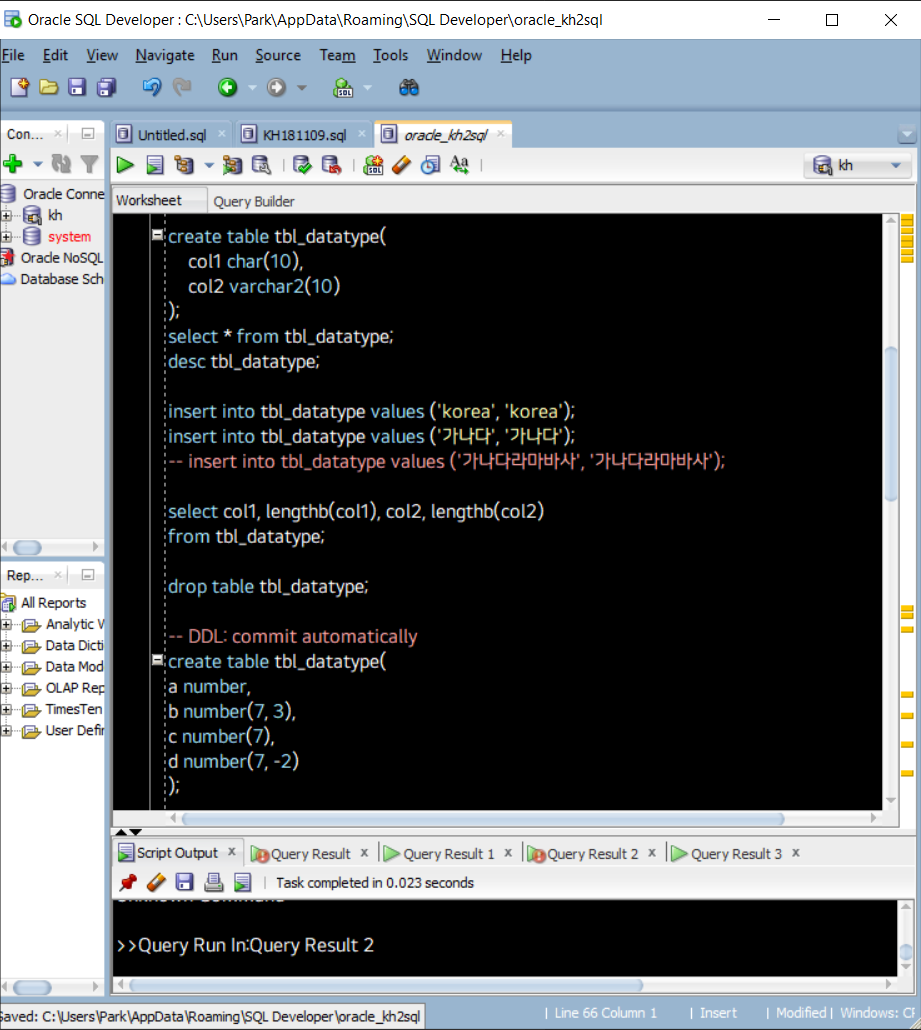 Oracle SQL Developer : C:\Users\Park\AppData\Roaming\SQL Developer\oracle_kh2sql
File Edit View Navigate Run Source Team Tools Window Help
Con... Untitled.sql KH181109.sql oracle_kh2sql
kh
Oracle Conne
kh
system
Oracle NoSQL
Database Sch
Worksheet Query Builder
create table tbl_datatype(
col1 char(10),
col2 varchar2(10)
);
select * from tbl_datatype;
desc tbl_datatype;
insert into tbl_datatype values ('korea', 'korea');
insert into tbl_datatype values ('가나다', '가나다');
-- insert into tbl_datatype values ('가나다라마바사', '가나다라마바사');
select col1, lengthb(col1), col2, lengthb(col2)
from tbl_datatype;
drop table tbl_datatype;
-- DDL: commit automatically
create table tbl_datatype(
a number,
b number(7, 3),
c number(7),
d number(7, -2)
);
Rep...
All Reports
Analytic W
Data Dicti
Data Mod
OLAP Rep
TimesTen
User Defir
Script Output Query Result Query Result 1 Query Result 2 Query Result 3
Task completed in 0.023 seconds
Unknown Command
>>Query Run In:Query Result 2
Saved: C:\Users\Park\AppData\Roaming\SQL Developer\oracle_kh2sql
Line 66 Column 1 | Insert | Modified | Windows: CF